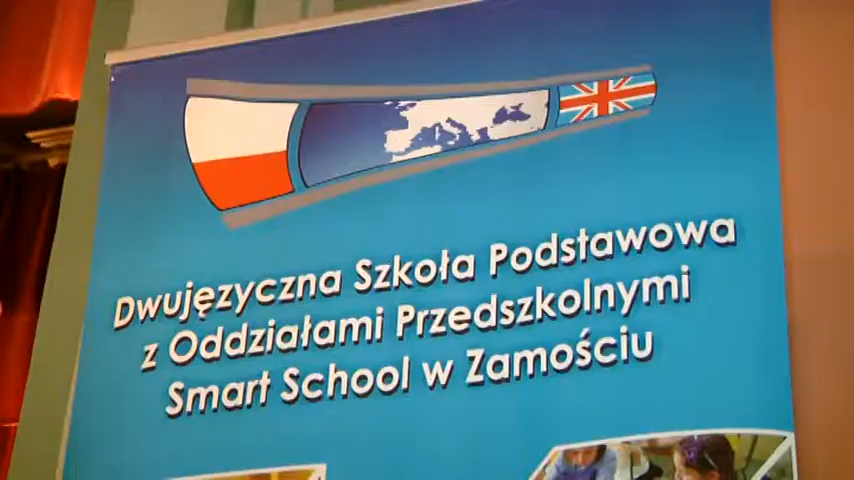 Dwujęzyczna Szkoła Podstawowa
z Oddziałami Przedszkolnymi
Smart School w Zamościu